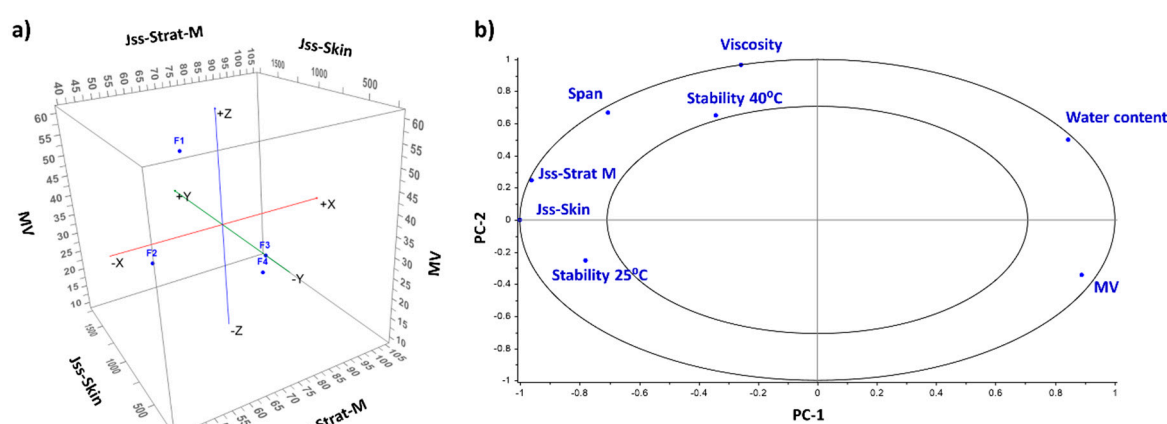 a)
Jss-Strat-M
Jss-Skin
40 45 50 55 60 65 70 75 80 85 90 95 100 105
1500 1000 500
60
55
50
45
40
35
30
25
20
15
10
MV
60
55
50
45
40
35
30
25
20
15
10
MV
+Z
F1
+Y
+X
F2
-X
F3
F4
-Y
-Z
1500
1000
500
Jss-Skin
55 60 65 70 75 80 85 90 95 100 105
Strat-M
b)
Viscosity
Span
Stability 40⁰C
Water content
Jss-Strat M
Jss-Skin
Stability 25⁰C
MV
1
0.8
0.6
0.4
0.2
0
-0.2
-0.4
-0.6
-0.8
-1
PC-2
-1 -0.8 -0.6 -0.4 -0.2 0 0.2 0.4 0.6 0.8 1
PC-1